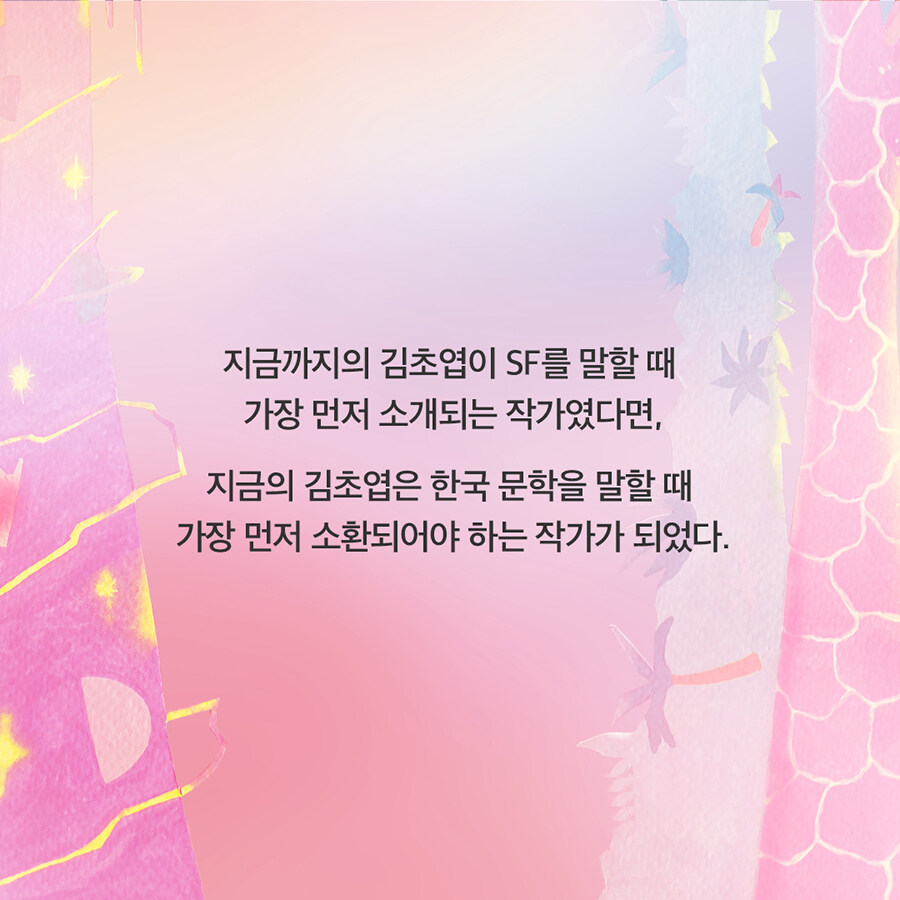 지금까지의 김초엽이 SF를 말할 때
가장 먼저 소개되는 작가였다면,
지금의 김초엽은 한국 문학을 말할 때
가장 먼저 소환되어야 하는 작가가 되었다.